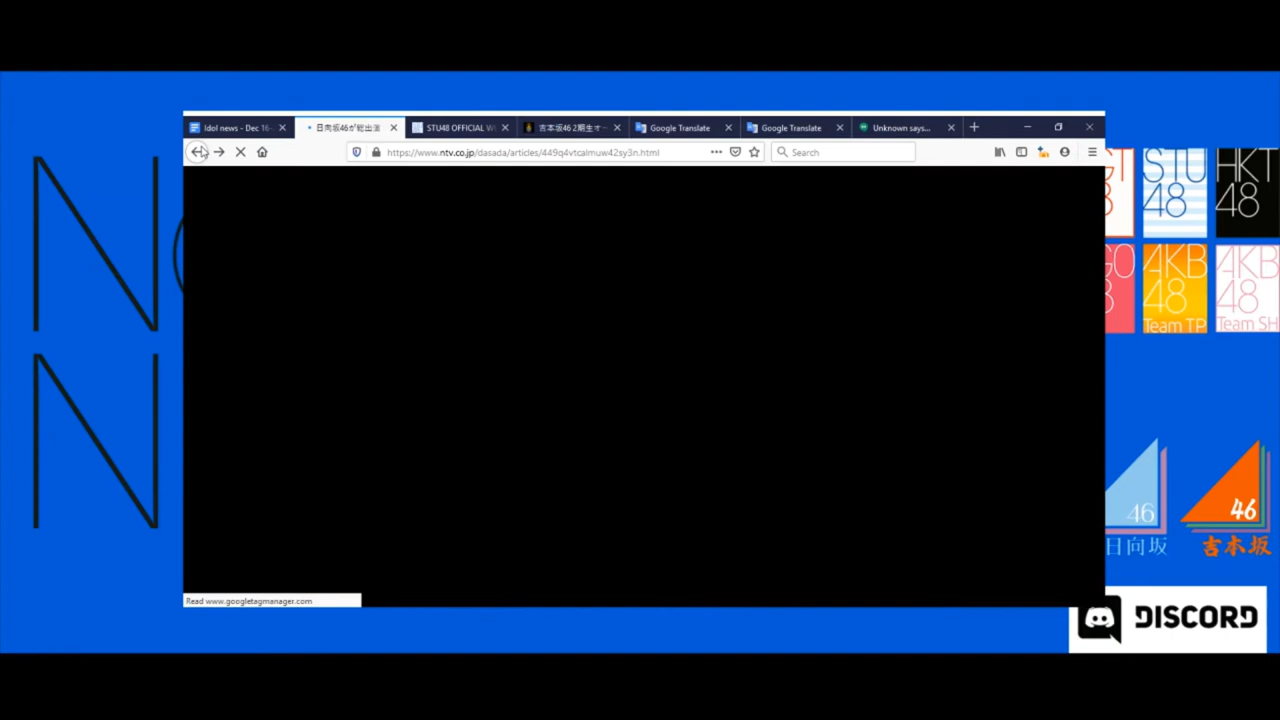 Idol news - Dec 16-
日向坂46が総出演
STU48 OFFICIAL W
吉本坂46 2期生オー
Google Translate
Google Translate
Unknown says...
https://www.ntv.co.jp/dasada/articles/449q4vtcalmuw42sy3n.html
Search
N
N
GT
STU
48
HKT
48
GO
AKB
48
Team TP
AKB
48
Team SH
46
日向坂
46
吉本坂
Read www.googletagmanager.com
DISCORD